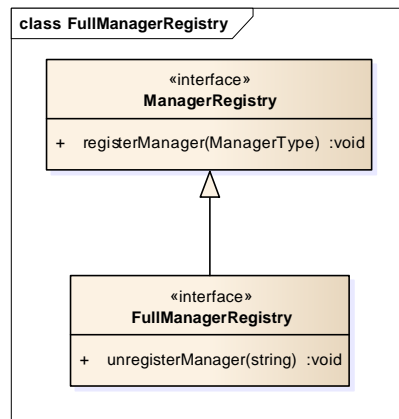 class FullManagerRegistry
«interface»
ManagerRegistry
+ registerManager(ManagerType) :void
«interface»
FullManagerRegistry
+ unregisterManager(string) :void